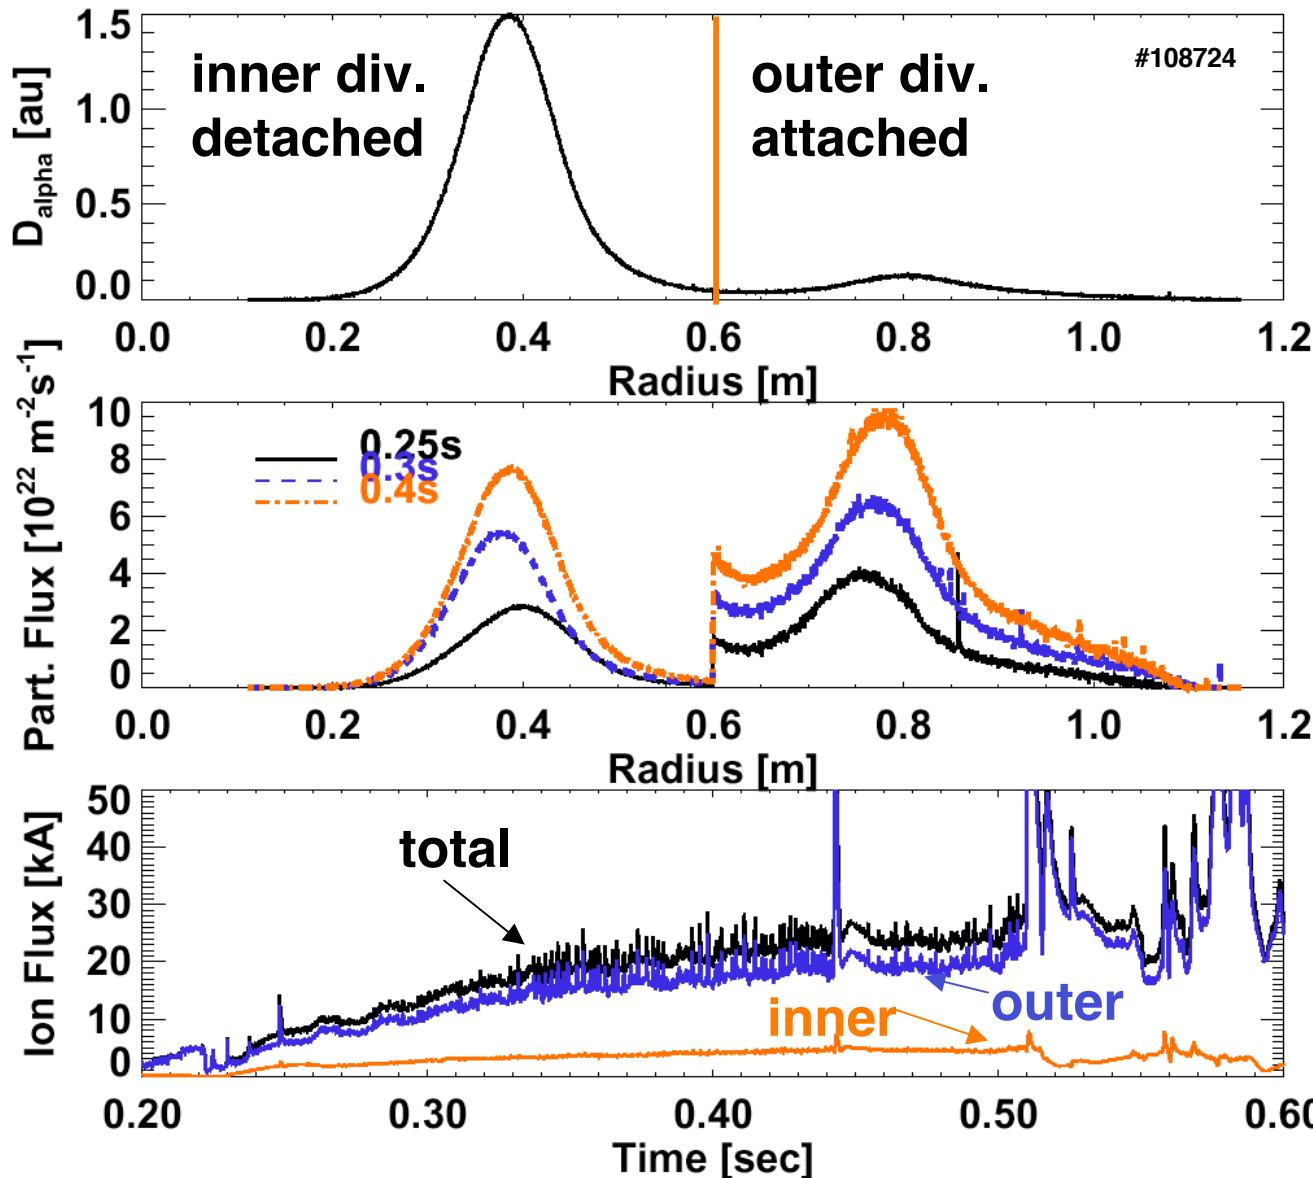 1.5
1.0
0.5
0.0
D_alpha [au]
inner div.
detached
outer div.
attached
#108724
0.0 0.2 0.4 0.6 0.8 1.0 1.2
Radius [m]
10
8
6
4
2
0
Part. Flux [10^22 m^-2 s^-1]
0.25s
0.3s
0.4s
0.0 0.2 0.4 0.6 0.8 1.0 1.2
Radius [m]
50
40
30
20
10
0
Ion Flux [kA]
total
outer
inner
0.20 0.30 0.40 0.50 0.60
Time [sec]